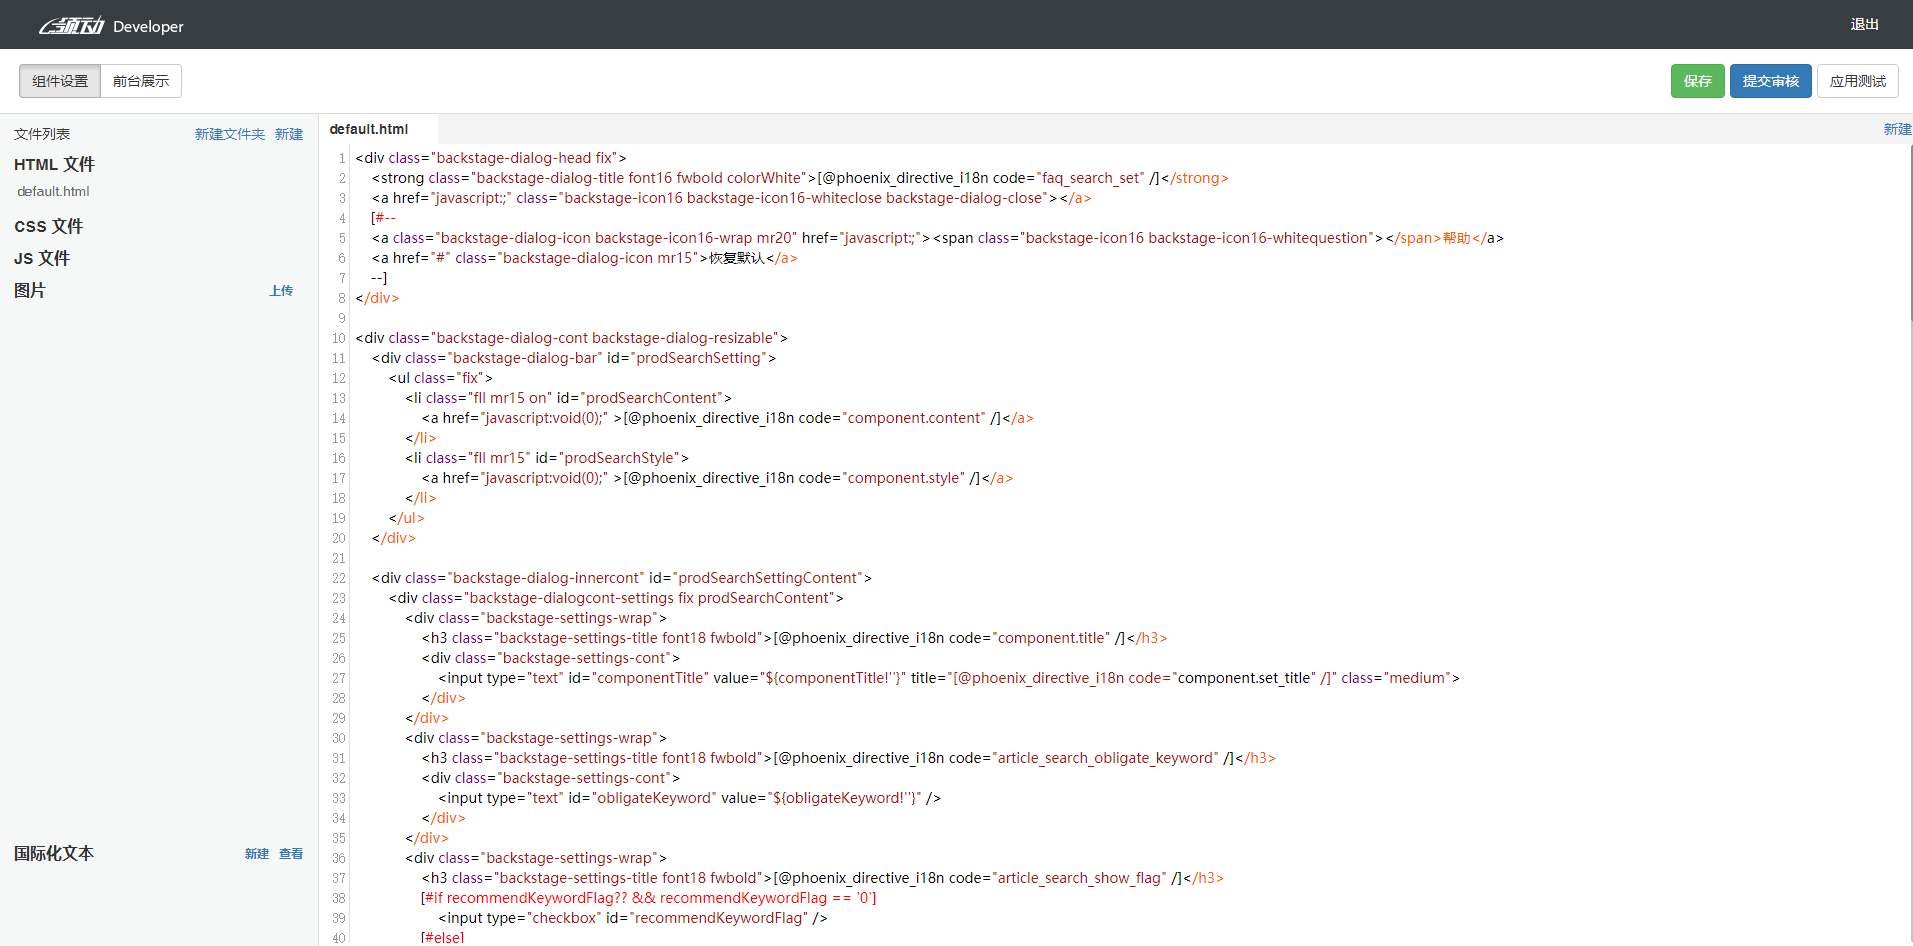 领动 Developer
退出
组件设置 前台展示
保存 提交审核 应用测试
文件列表 新建文件夹 新建
HTML 文件
default.html
CSS 文件
JS 文件
图片 上传
国际化文本 新建 查看
default.html
新建
1 <div class="backstage-dialog-head fix">
2 <strong class="backstage-dialog-title font16 fwbold colorWhite">[@phoenix_directive_i18n code="faq_search_set" /]</strong>
3 <a href="javascript:;" class="backstage-icon16 backstage-icon16-whiteclose backstage-dialog-close"></a>
4 [#--
5 <a class="backstage-dialog-icon backstage-icon16-wrap mr20" href="javascript:;"><span class="backstage-icon16 backstage-icon16-whitequestion"></span>帮助</a>
6 <a href="#" class="backstage-dialog-icon mr15">恢复默认</a>
7 --]
8 </div>
9
10 <div class="backstage-dialog-cont backstage-dialog-resizable">
11 <div class="backstage-dialog-bar" id="prodSearchSetting">
12 <ul class="fix">
13 <li class="fll mr15 on" id="prodSearchContent">
14 <a href="javascript:void(0);" >[@phoenix_directive_i18n code="component.content" /]</a>
15 </li>
16 <li class="fll mr15" id="prodSearchStyle">
17 <a href="javascript:void(0);" >[@phoenix_directive_i18n code="component.style" /]</a>
18 </li>
19 </ul>
20 </div>
21
22 <div class="backstage-dialog-innercont" id="prodSearchSettingContent">
23 <div class="backstage-dialogcont-settings fix prodSearchContent">
24 <div class="backstage-settings-wrap">
25 <h3 class="backstage-settings-title font18 fwbold">[@phoenix_directive_i18n code="component.title" /]</h3>
26 <div class="backstage-settings-cont">
27 <input type="text" id="componentTitle" value="${componentTitle!''}" title="[@phoenix_directive_i18n code="component.set_title" /]" class="medium">
28 </div>
29 </div>
30 <div class="backstage-settings-wrap">
31 <h3 class="backstage-settings-title font18 fwbold">[@phoenix_directive_i18n code="article_search_obligate_keyword" /]</h3>
32 <div class="backstage-settings-cont">
33 <input type="text" id="obligateKeyword" value="${obligateKeyword!''}" />
34 </div>
35 </div>
36 <div class="backstage-settings-wrap">
37 <h3 class="backstage-settings-title font18 fwbold">[@phoenix_directive_i18n code="article_search_show_flag" /]</h3>
38 [#if recommendKeywordFlag?? && recommendKeywordFlag == '0']
39 <input type="checkbox" id="recommendKeywordFlag" />
40 [#else]